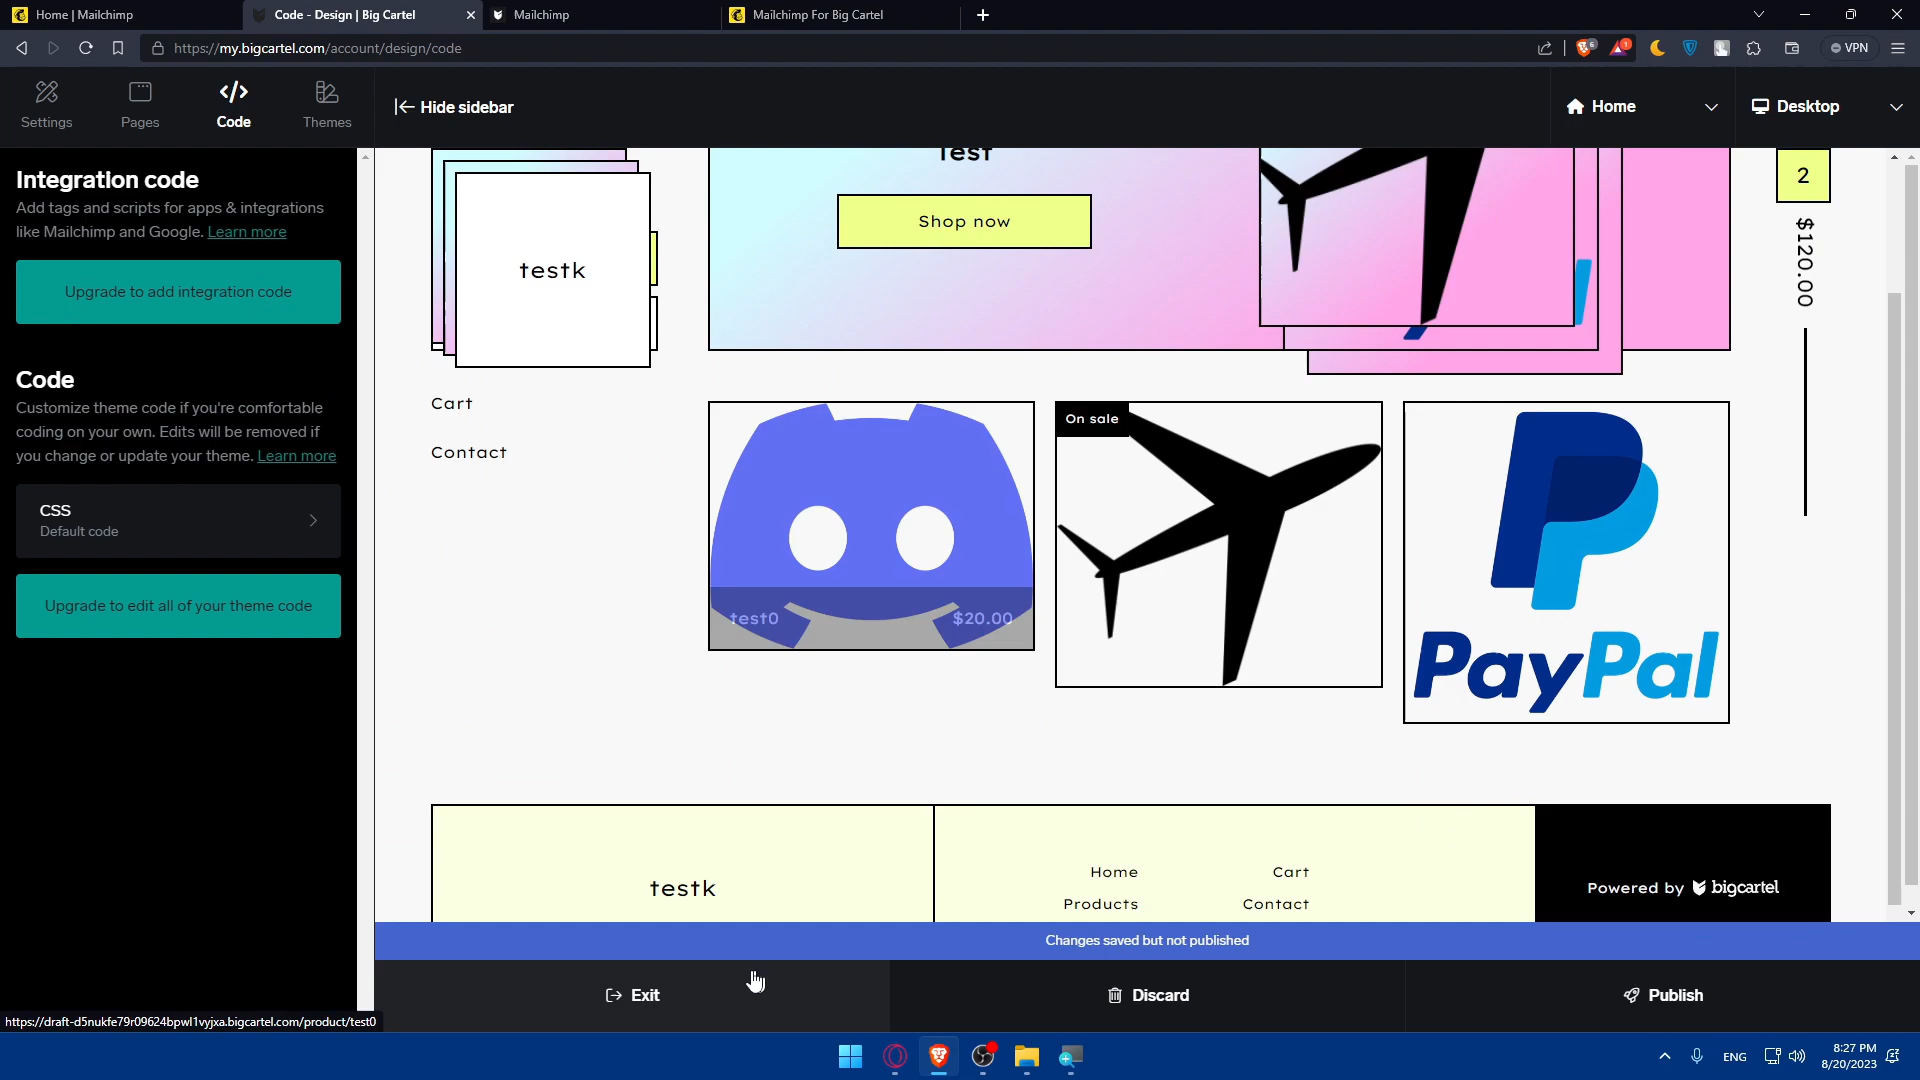 Home | Mailchimp
Code - Design | Big Cartel
Mailchimp
Mailchimp For Big Cartel
https://my.bigcartel.com/account/design/code
6
1
VPN
Settings
Pages
Code
Themes
Hide sidebar
Home
Desktop
Integration code
Add tags and scripts for apps & integrations
like Mailchimp and Google. Learn more
Upgrade to add integration code
Code
Customize theme code if you're comfortable
coding on your own. Edits will be removed if
you change or update your theme. Learn more
CSS
Default code
Upgrade to edit all of your theme code
testk
Cart
Contact
Test
Shop now
2
$120.00
test0
$20.00
On sale
PayPal
testk
Home
Cart
Products
Contact
Powered by bigcartel
Changes saved but not published
Exit
Discard
Publish
https://draft-d5nukfe79r09624bpwl1vyjxa.bigcartel.com/product/test0
ENG
8:27 PM
8/20/2023